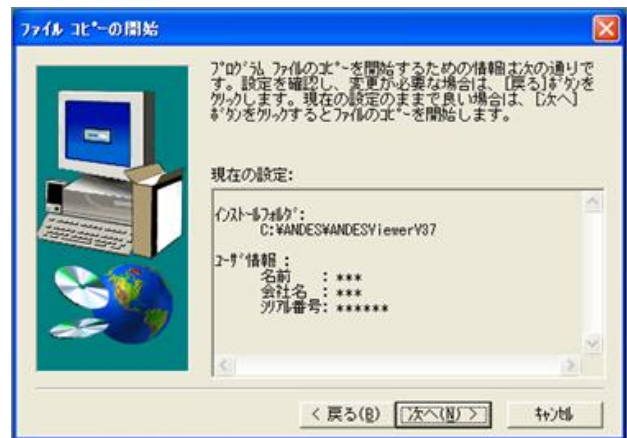 ファイル コピーの開始
プログラム ファイルのコピーを開始するための情報は次の通りで
す。設定を確認し、変更が必要な場合は、[戻る]ボタンを
クリックします。現在の設定のままで良い場合は、[次へ]
ボタンをクリックするとファイルのコピーを開始します。
現在の設定:
インストールフォルダ:
C:¥ANDES¥ANDESViewerV37
ユーザ情報 :
名前 : ***
会社名 : ***
シリアル番号: ******
< 戻る(B)
次へ(N) >
キャンセル